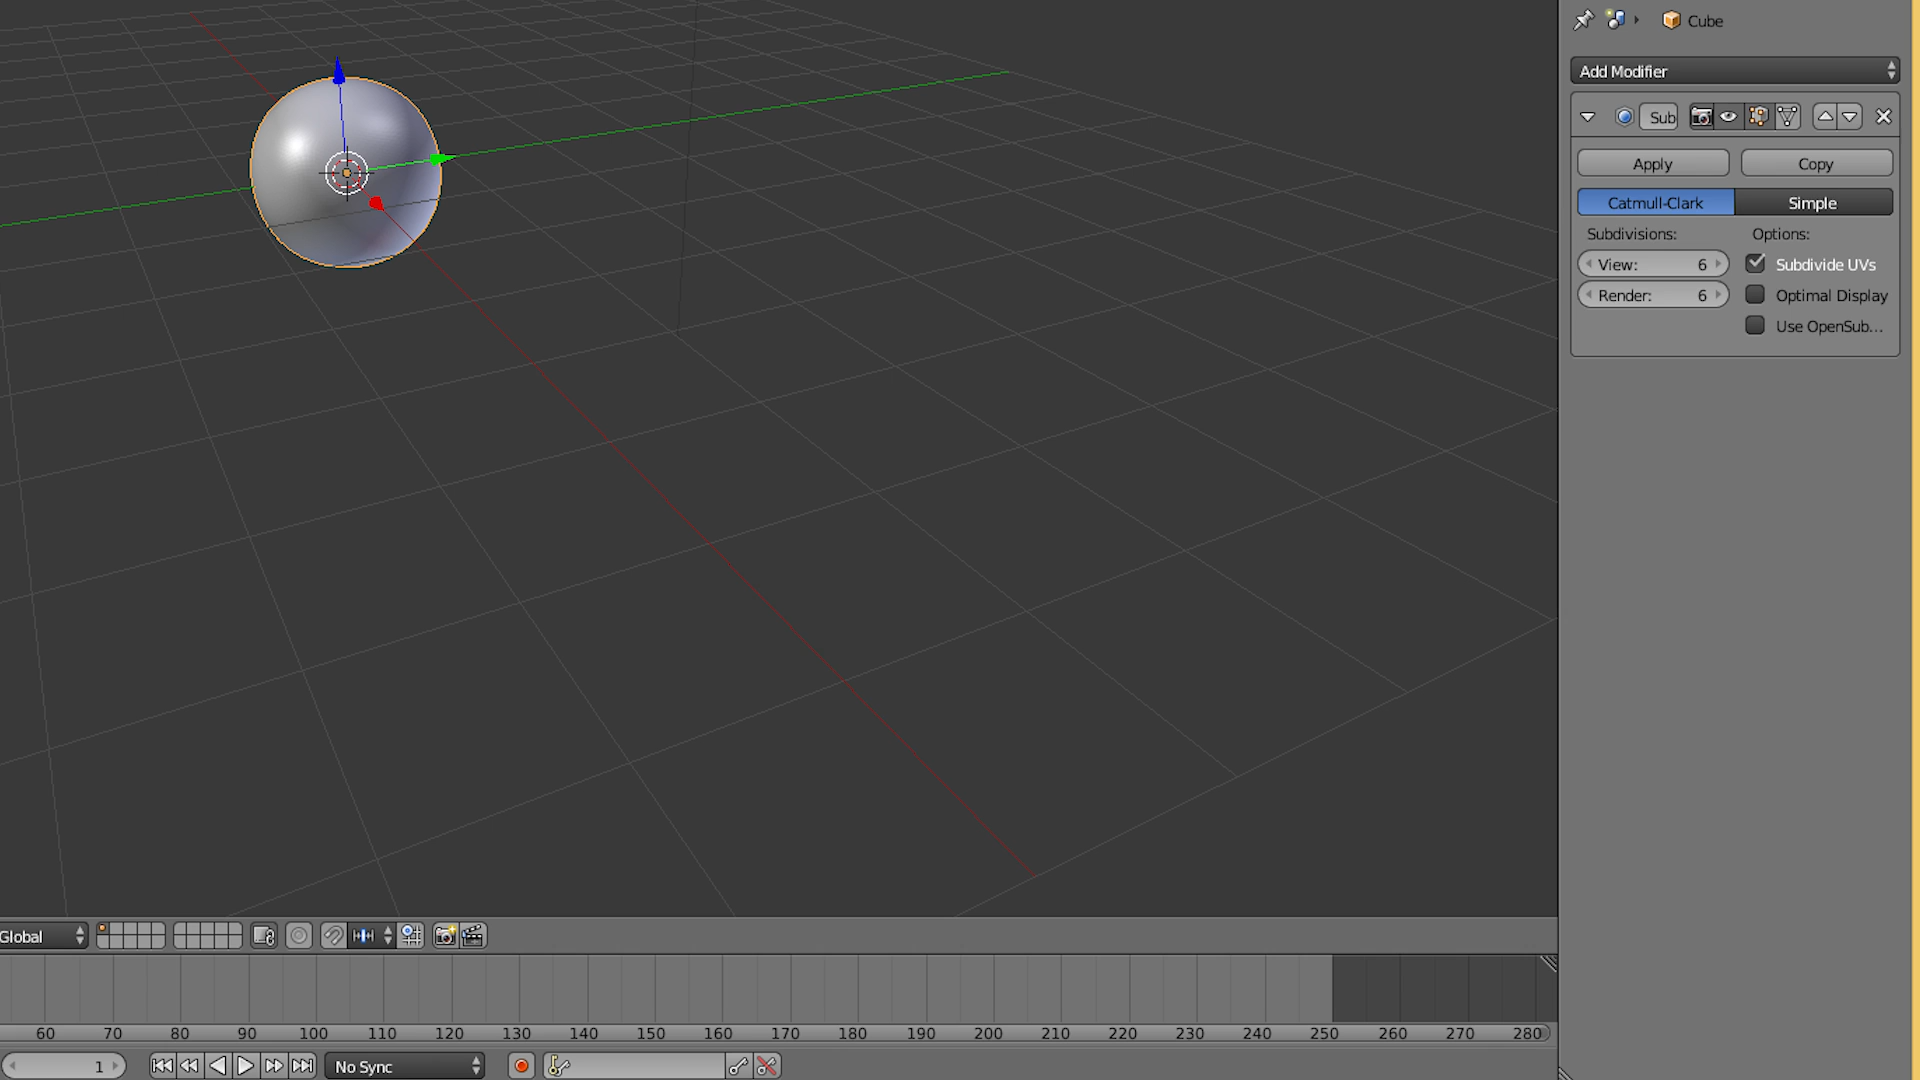 Cube
Add Modifier
Sub
Apply Copy
Catmull-Clark Simple
Subdivisions: Options:
View: 6 Subdivide UVs
Render: 6 Optimal Display
Use OpenSub...
Global
60 70 80 90 100 110 120 130 140 150 160 170 180 190 200 210 220 230 240 250 260 270 280
1 No Sync